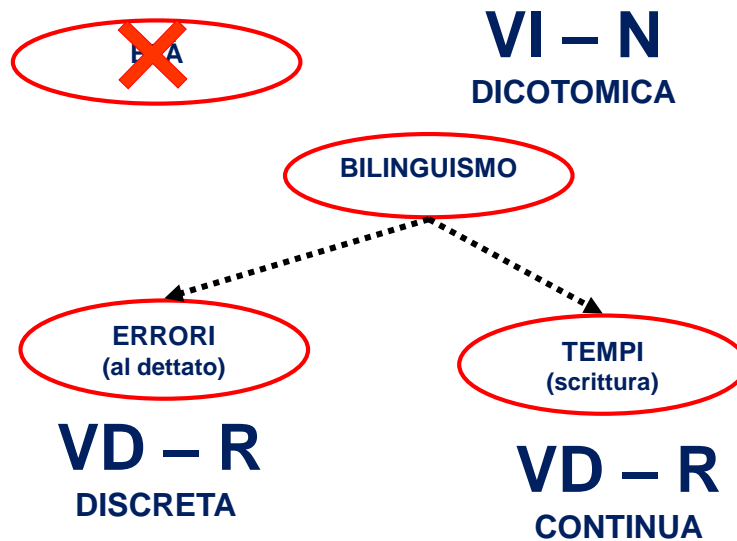 VI – N
DICOTOMICA
BILINGUISMO
ERRORI
(al dettato)
TEMPI
(scrittura)
VD – R
DISCRETA
VD – R
CONTINUA